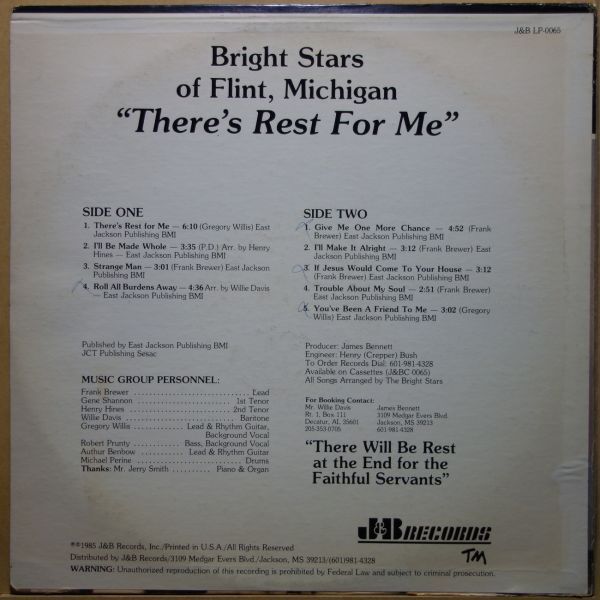 J&B LP-0065
Bright Stars
of Flint, Michigan
“There's Rest For Me”
SIDE ONE
1. There's Rest for Me — 6:10 (Gregory Willis) East
Jackson Publishing BMI
2. I'll Be Made Whole — 3:35 (P.D.) Arr. by Henry
Hines — East Jackson Publishing BMI
3. Strange Man — 3:01 (Frank Brewer) East Jackson
Publishing BMI
4. Roll All Burdens Away — 4:36 Arr. by Willie Davis
— East Jackson Publishing BMI
SIDE TWO
1. Give Me One More Chance — 4:52 (Frank
Brewer) East Jackson Publishing BMI
2. I'll Make It Alright — 3:12 (Frank Brewer) East
Jackson Publishing BMI
3. If Jesus Would Come To Your House — 3:12
(Frank Brewer) East Jackson Publishing BMI
4. Trouble About My Soul — 2:51 (Frank Brewer)
East Jackson Publishing BMI
5. You've Been A Friend To Me — 3:02 (Gregory
Willis) East Jackson Publishing BMI
Published by East Jackson Publishing BMI
JCT Publishing Sesac
MUSIC GROUP PERSONNEL:
Frank Brewer .......................... Lead
Gene Shannon ..................... 1st Tenor
Henry Hines ....................... 2nd Tenor
Willie Davis ......................... Baritone
Gregory Willis ....... Lead & Rhythm Guitar,
Background Vocal
Robert Prunty ....... Bass, Background Vocal
Authur Benbow ....... Lead & Rhythm Guitar
Michael Perine ....................... Drums
Thanks: Mr. Jerry Smith .......... Piano & Organ
Producer: James Bennett
Engineer: Henry (Crepper) Bush
To Order Records Dial: 601-981-4328
Available on Cassettes (J&BC-0065)
All Songs Arranged by The Bright Stars
For Booking Contact:
Mr. Willie Davis James Bennett
Rt. 1, Box 111 3109 Medgar Evers Blvd.
Decatur, AL 35601 Jackson, MS 39213
205-353-0705 601-981-4328
“There Will Be Rest
at the End for the
Faithful Servants”
J&B RECORDS
TM
℗©1985 J&B Records, Inc./Printed in U.S.A./All Rights Reserved
Distributed by J&B Records/3109 Medgar Evers Blvd./Jackson, MS 39213/(601)981-4328
WARNING: Unauthorized reproduction of this recording is prohibited by Federal Law and subject to criminal prosecution.